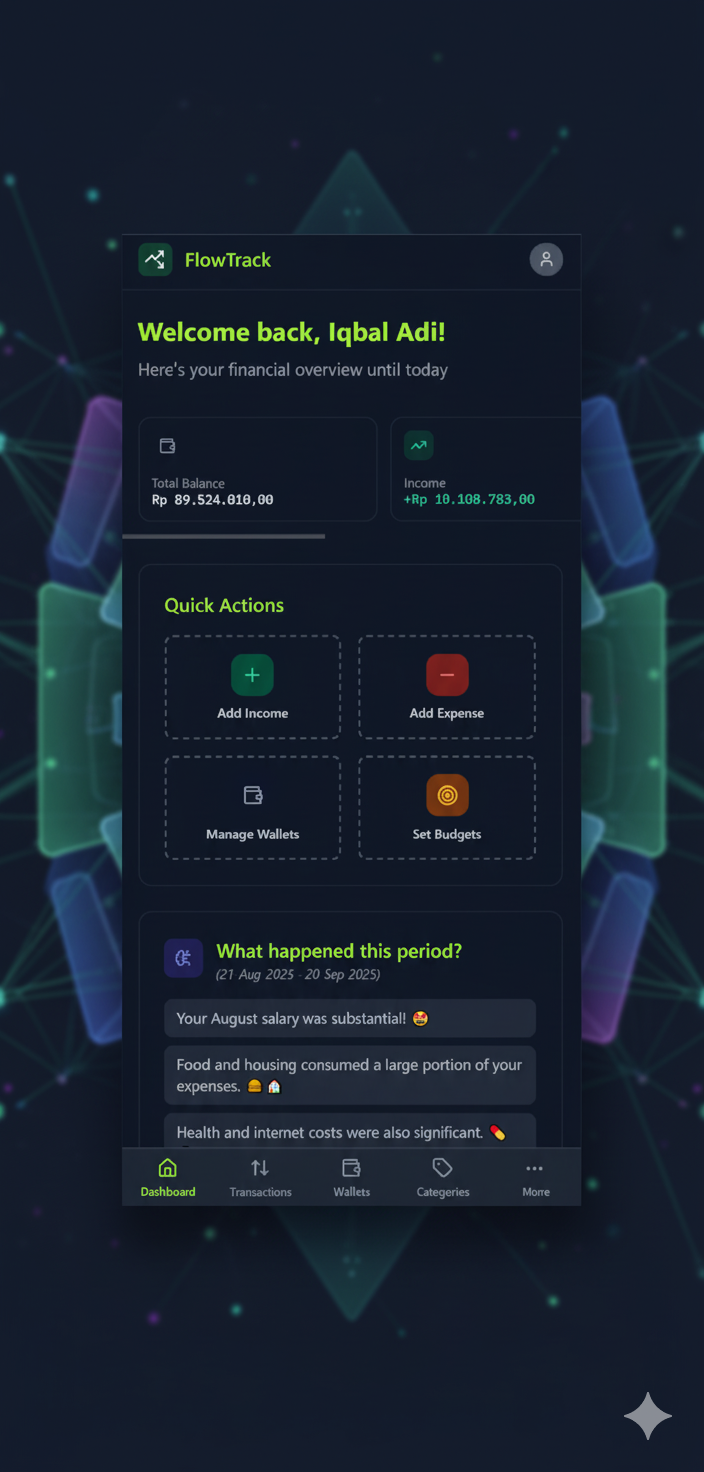 FlowTrack
Welcome back, Iqbal Adi!
Here's your financial overview until today
Total Balance
Rp 89.524.010,00
Income
+Rp 10.108.783,00
Quick Actions
Add Income
Add Expense
Manage Wallets
Set Budgets
What happened this period?
(21 Aug 2025 - 20 Sep 2025)
Your August salary was substantial! 🤩
Food and housing consumed a large portion of your
expenses. 🍔 🏠
Health and internet costs were also significant. 💊
Dashboard
Transactions
Wallets
Categeries
Morre